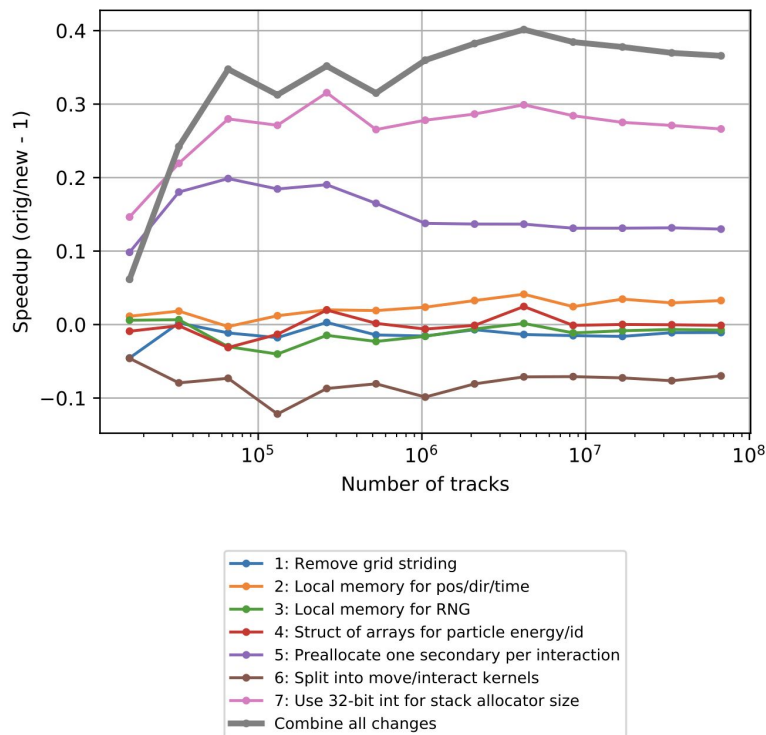 0.4
0.3
0.2
0.1
0.0
−0.1
Speedup (orig/new - 1)
10^5 10^6 10^7 10^8
Number of tracks
1: Remove grid striding
2: Local memory for pos/dir/time
3: Local memory for RNG
4: Struct of arrays for particle energy/id
5: Preallocate one secondary per interaction
6: Split into move/interact kernels
7: Use 32-bit int for stack allocator size
Combine all changes